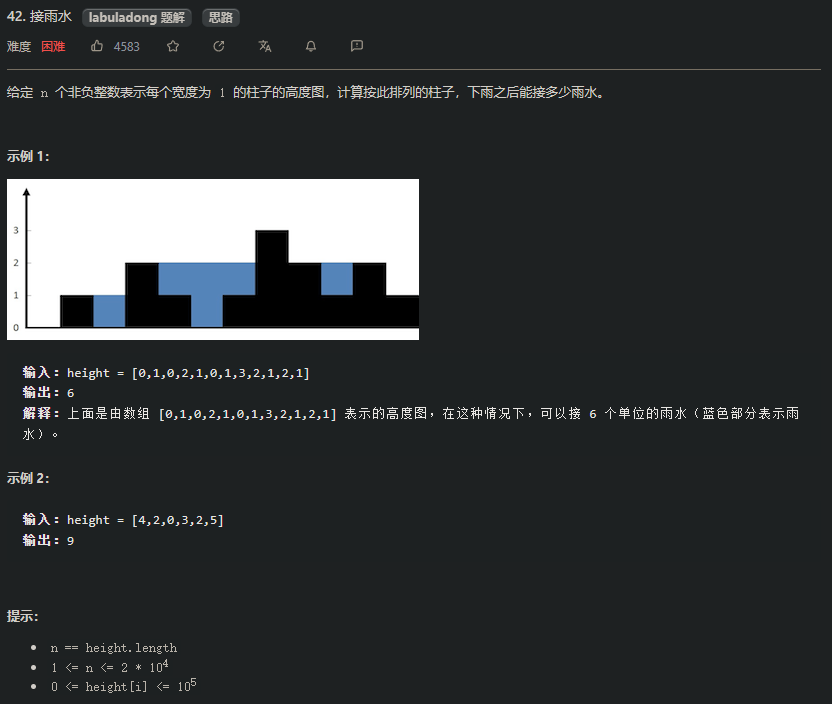 42. 接雨水 labuladong 题解 思路
难度 困难 4583
给定 n 个非负整数表示每个宽度为 1 的柱子的高度图，计算按此排列的柱子，下雨之后能接多少雨水。
示例 1：
3
2
1
0
输入：height = [0,1,0,2,1,0,1,3,2,1,2,1]
输出：6
解释：上面是由数组 [0,1,0,2,1,0,1,3,2,1,2,1] 表示的高度图，在这种情况下，可以接 6 个单位的雨水（蓝色部分表示雨
水）。
示例 2：
输入：height = [4,2,0,3,2,5]
输出：9
提示：
n == height.length
1 <= n <= 2 * 10⁴
0 <= height[i] <= 10⁵